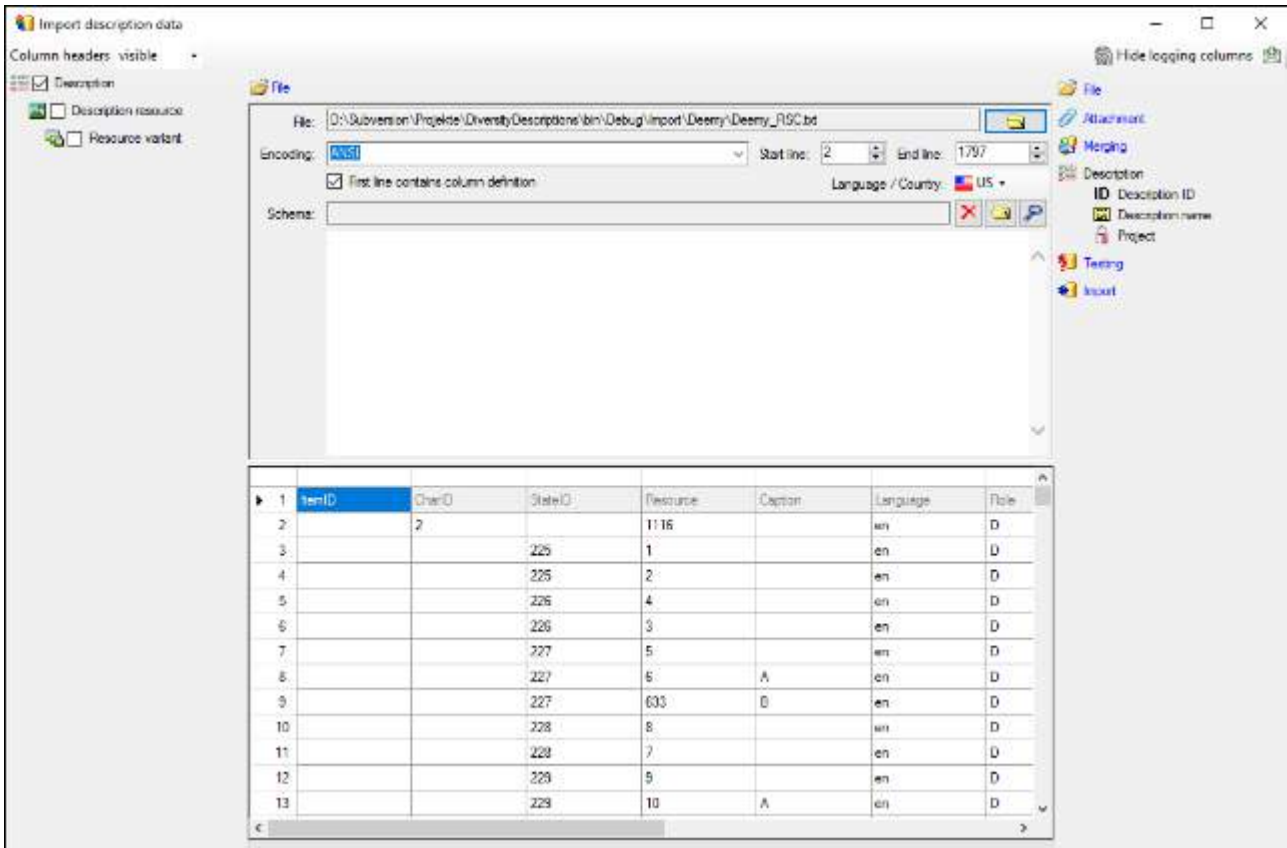 Import description data
Column headers visible
Hide logging columns
Description
Description resource
Resource variant
File
File: D:\Subversion\Projekte\DiversityDescriptions\bin\Debug\Import\Deemy\Deemy_RSC.txt
Encoding: ANSI Start line: 2 End line: 1797
First line contains column definition Language / Country: US
Schema:
File
Attachment
Merging
Description
ID Description ID
Description name
Project
Testing
Import
1 ItemID CharID StateID Resource Caption Language Role
2 2 1116 en D
3 225 1 en D
4 225 2 en D
5 226 4 en D
6 226 3 en D
7 227 5 en D
8 227 6 A en D
9 227 633 B en D
10 228 8 en D
11 228 7 en D
12 229 9 en D
13 229 10 A en D